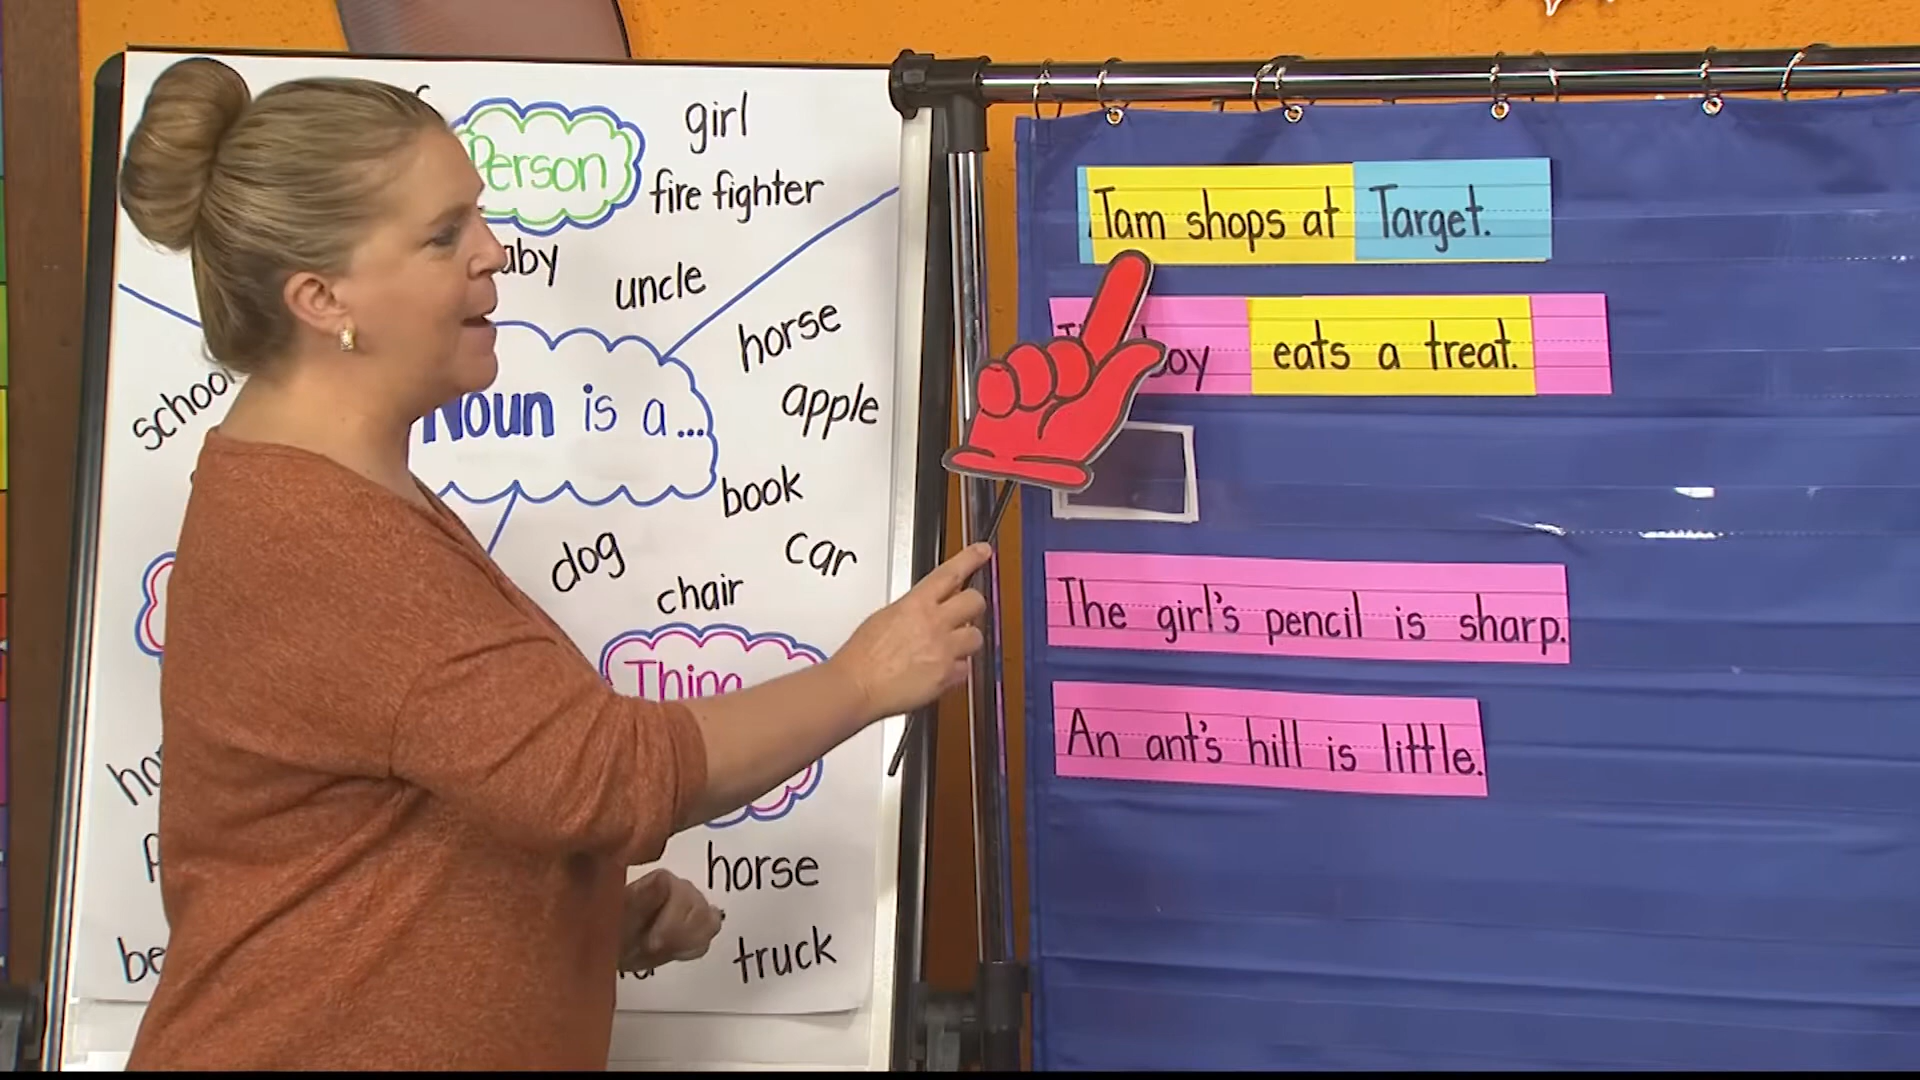 Person
girl
fire fighter
uncle
horse
school
Noun is a...
apple
book
dog
car
chair
Thing
horse
truck
Tam shops at Target.
eats a treat.
The girl's pencil is sharp.
An ant's hill is little.